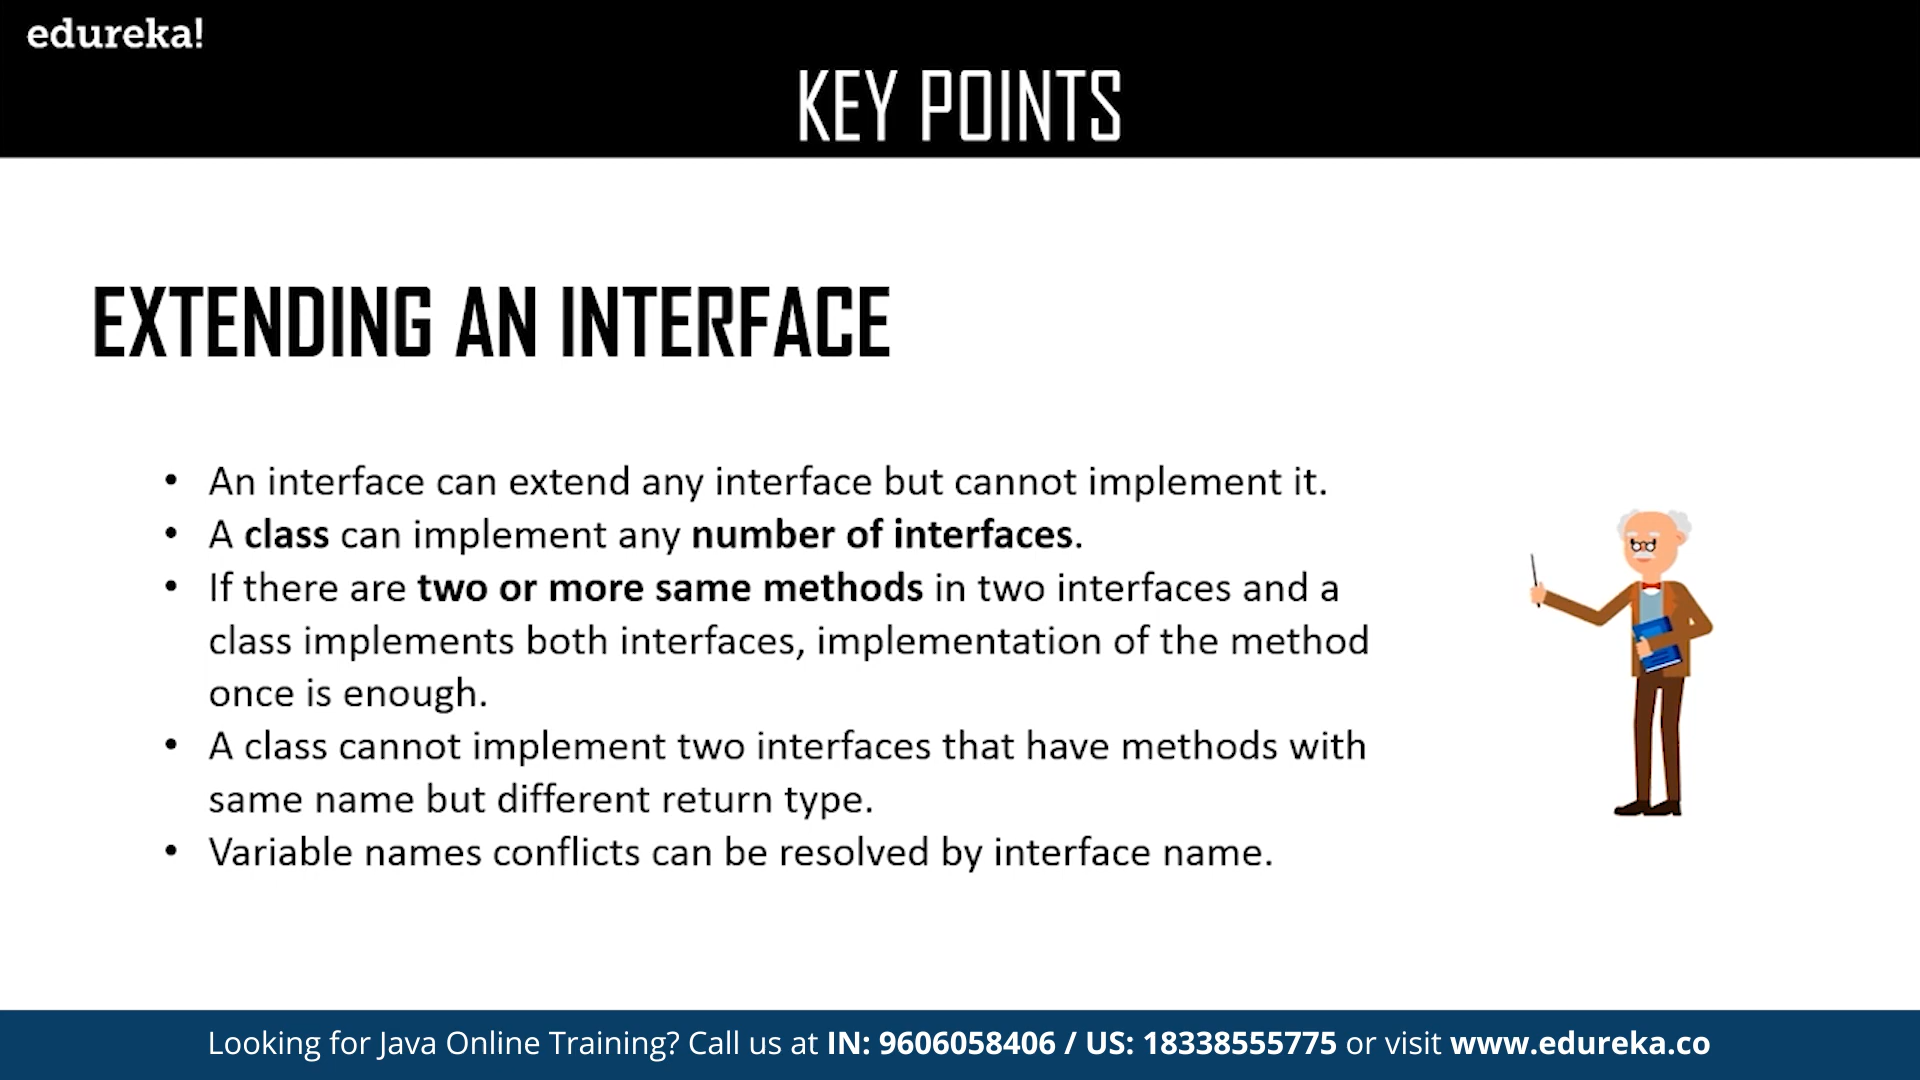 edureka!
KEY POINTS
EXTENDING AN INTERFACE
• An interface can extend any interface but cannot implement it.
• A class can implement any number of interfaces.
• If there are two or more same methods in two interfaces and a
class implements both interfaces, implementation of the method
once is enough.
• A class cannot implement two interfaces that have methods with
same name but different return type.
• Variable names conflicts can be resolved by interface name.
Looking for Java Online Training? Call us at IN: 9606058406 / US: 18338555775 or visit www.edureka.co